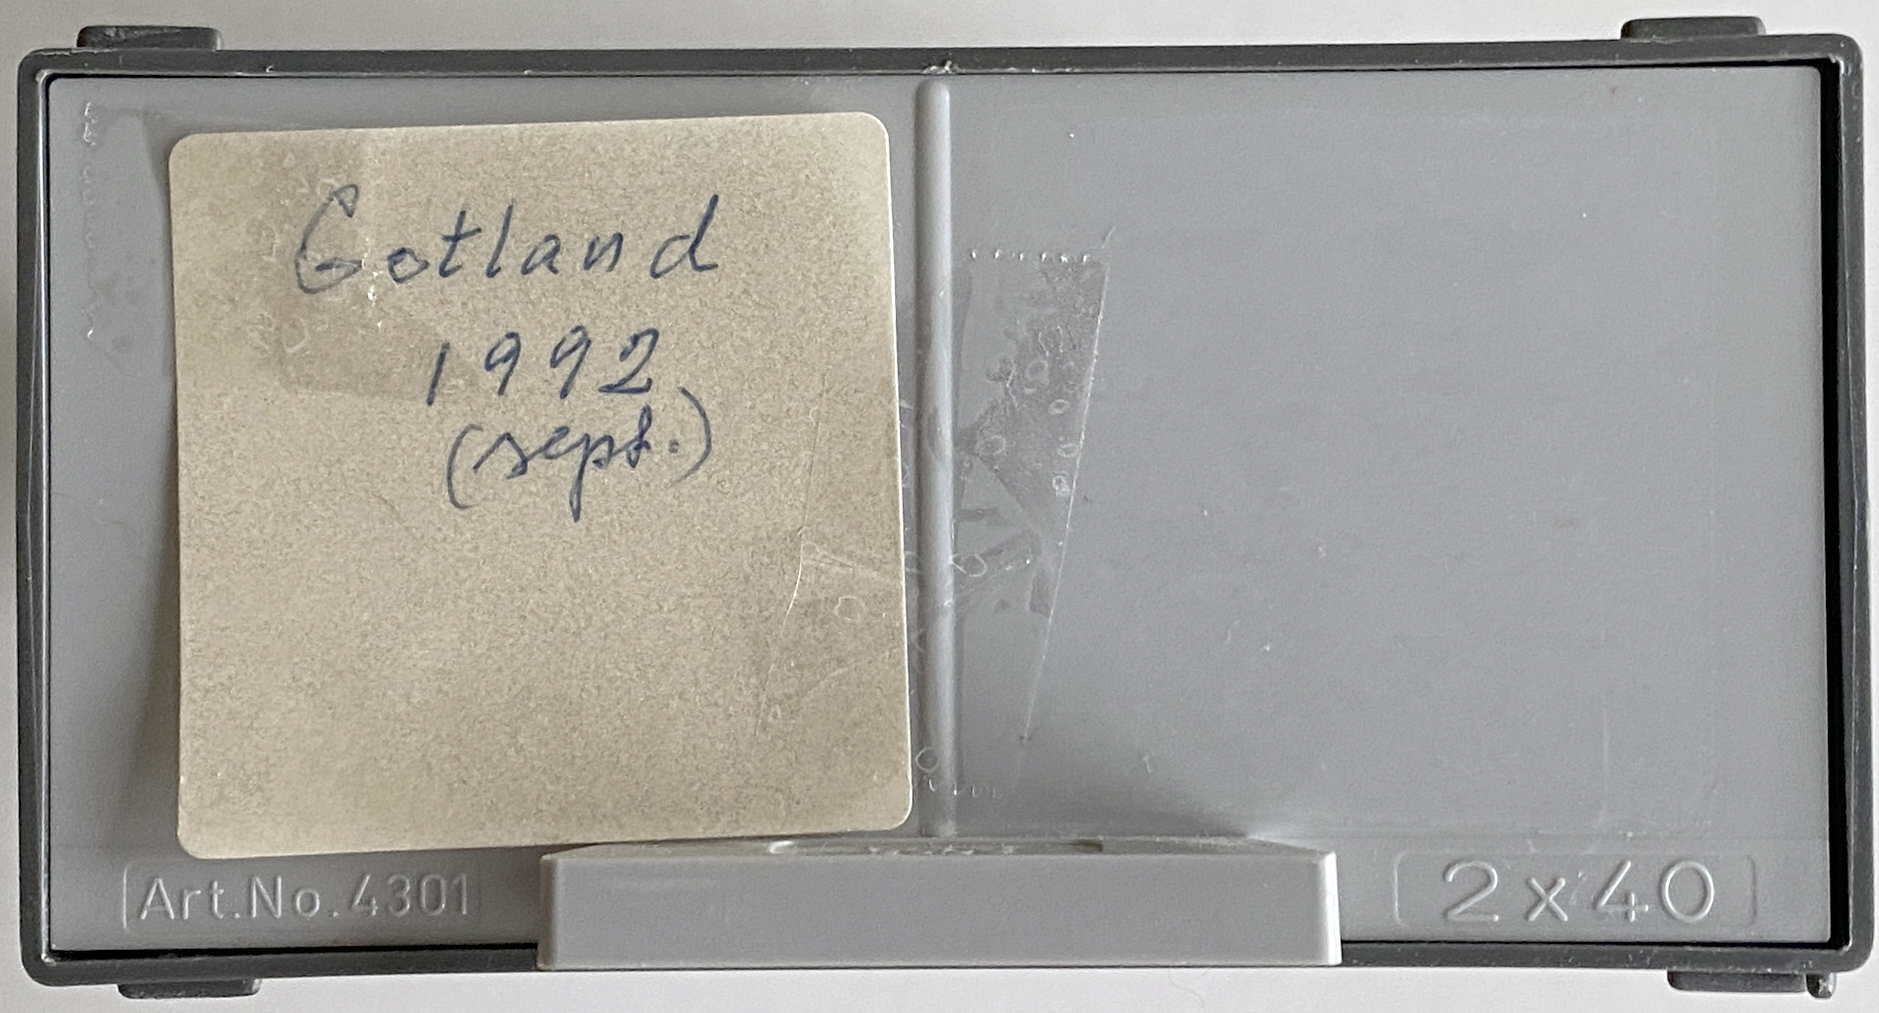 Gotland
1992
(sept.)
Art.No.4301
2x40